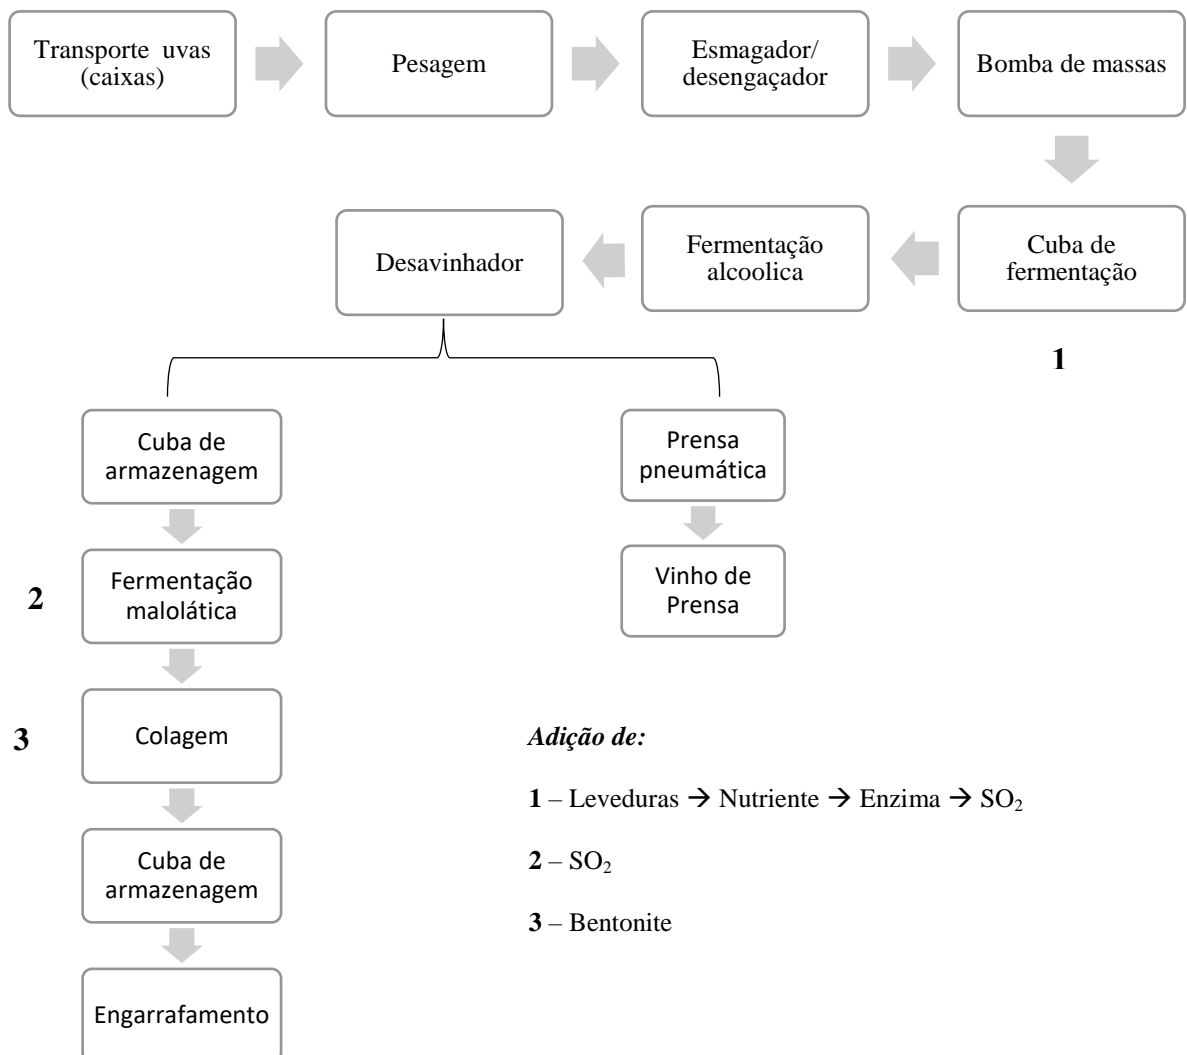 Transporte uvas
(caixas)
Pesagem
Esmagador/
desengaçador
Bomba de massas
Desavinhador
Fermentação
alcoolica
Cuba de
fermentação
1
Cuba de
armazenagem
Prensa
pneumática
2
Fermentação
malolática
Vinho de
Prensa
3
Colagem
Adição de:
1 – Leveduras → Nutriente → Enzima → SO₂
Cuba de
armazenagem
2 – SO₂
3 – Bentonite
Engarrafamento